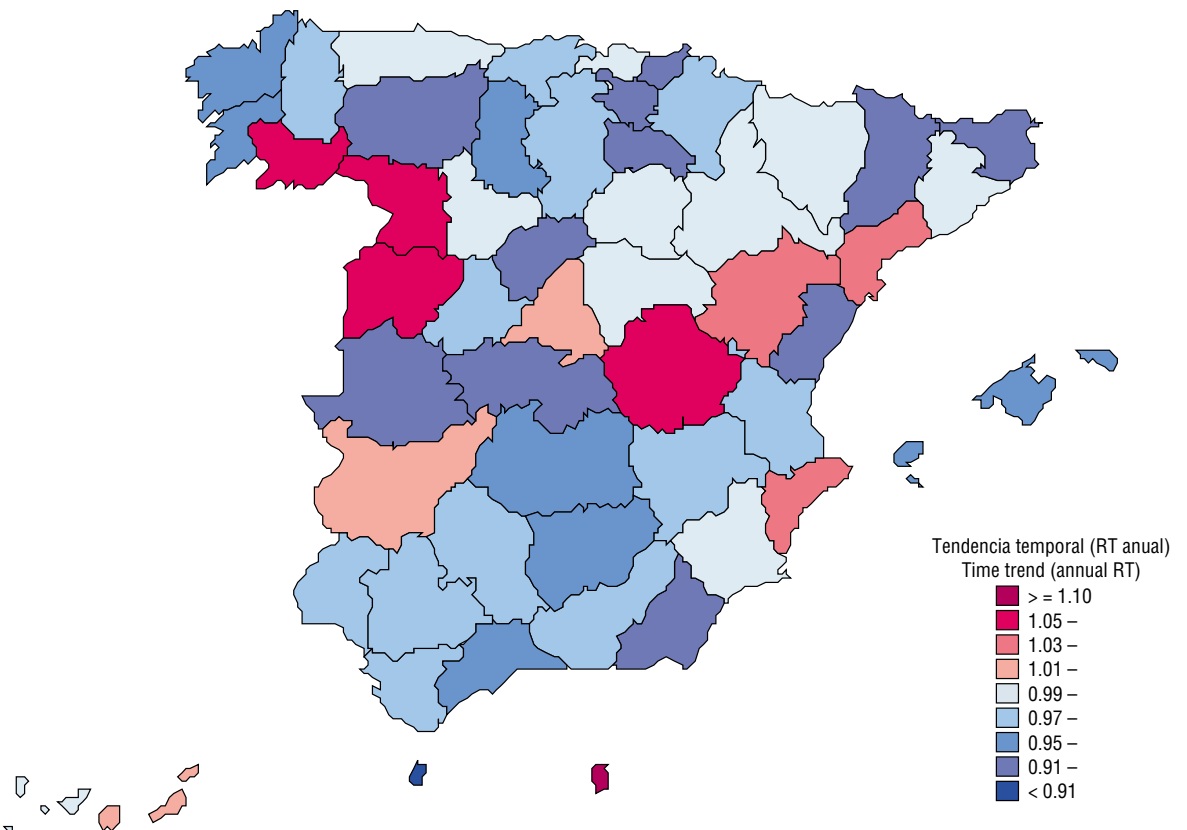 Tendencia temporal (RT anual)
Time trend (annual RT)
> = 1.10
1.05 –
1.03 –
1.01 –
0.99 –
0.97 –
0.95 –
0.91 –
< 0.91